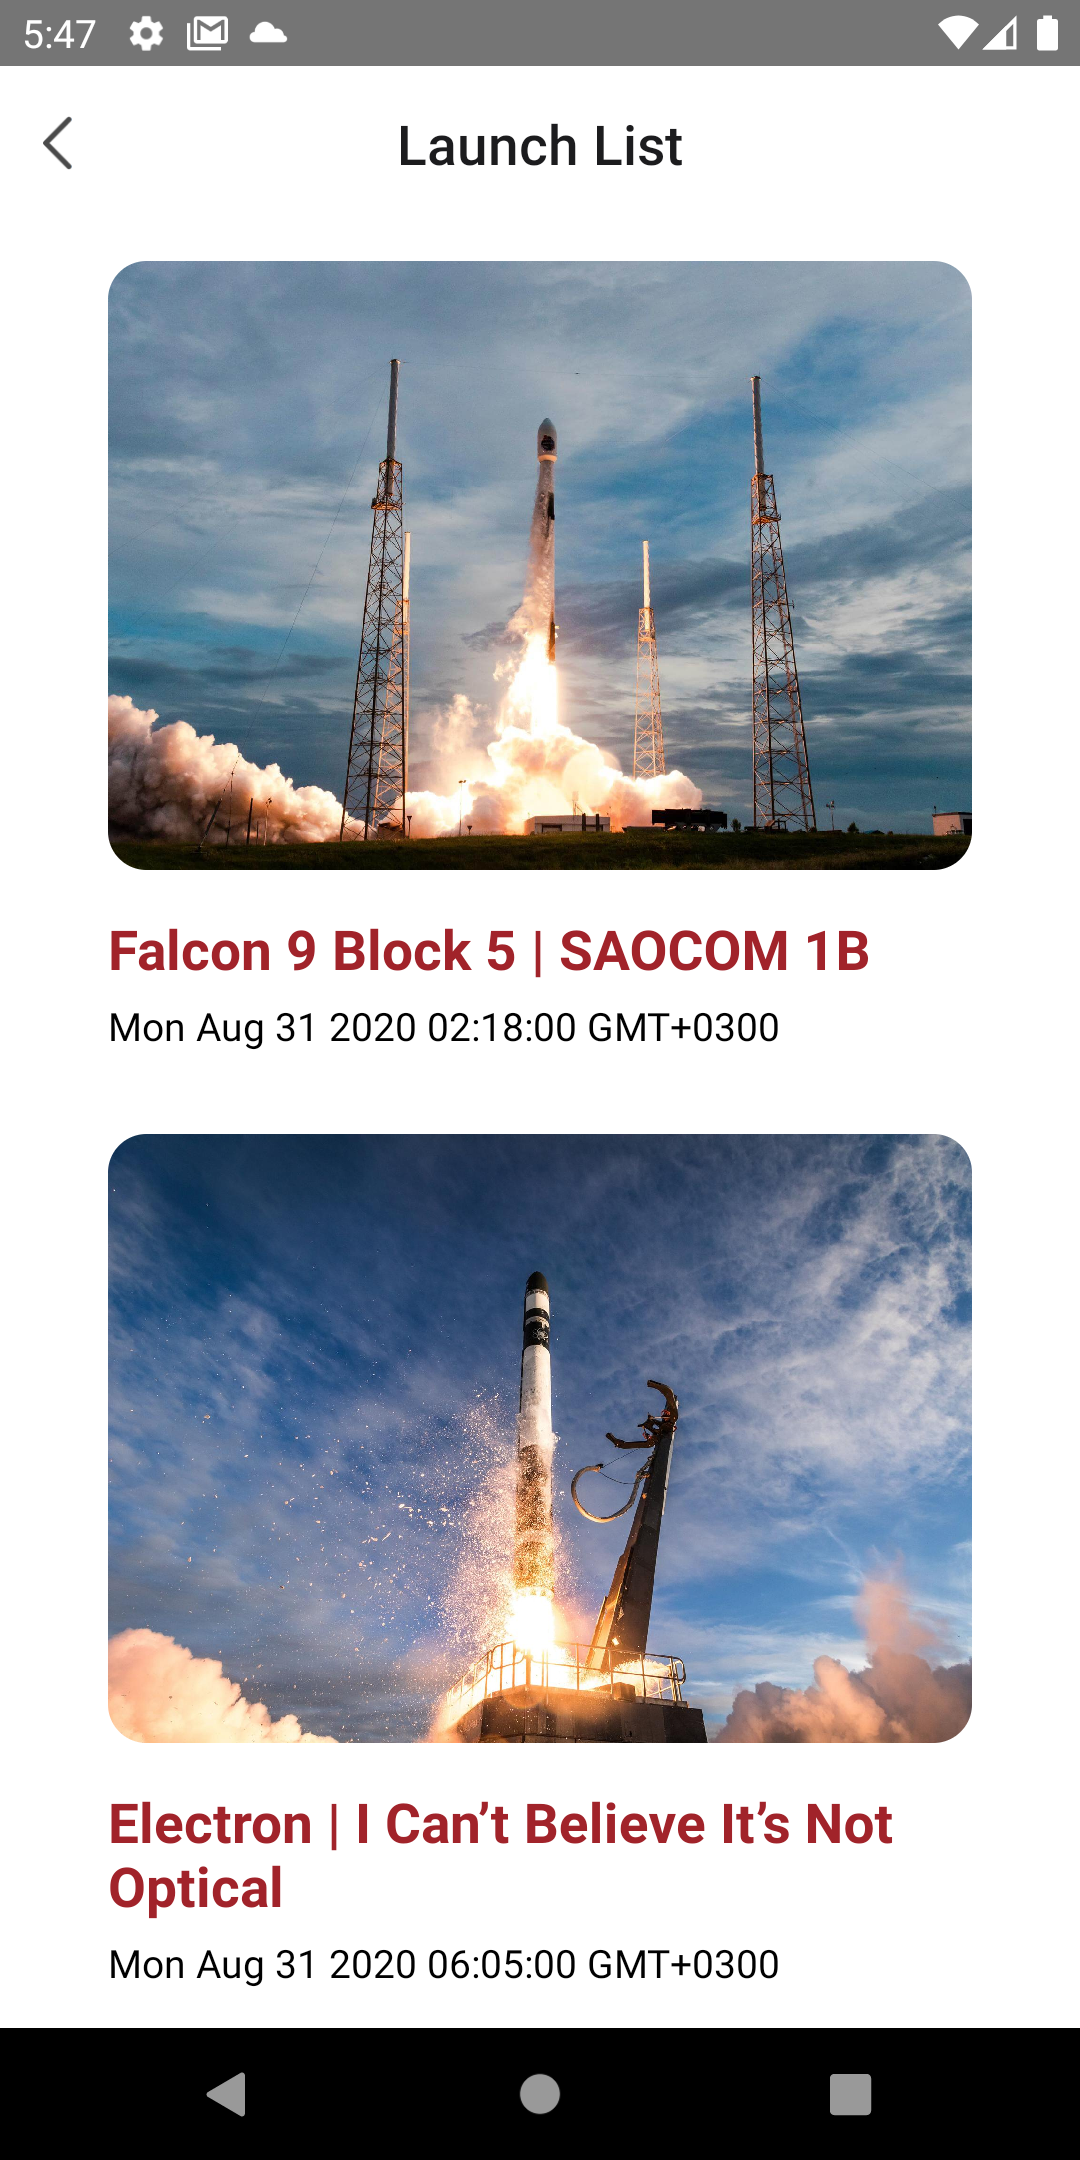 5:47
Launch List
Falcon 9 Block 5 | SAOCOM 1B
Mon Aug 31 2020 02:18:00 GMT+0300
Electron | I Can’t Believe It’s Not
Optical
Mon Aug 31 2020 06:05:00 GMT+0300